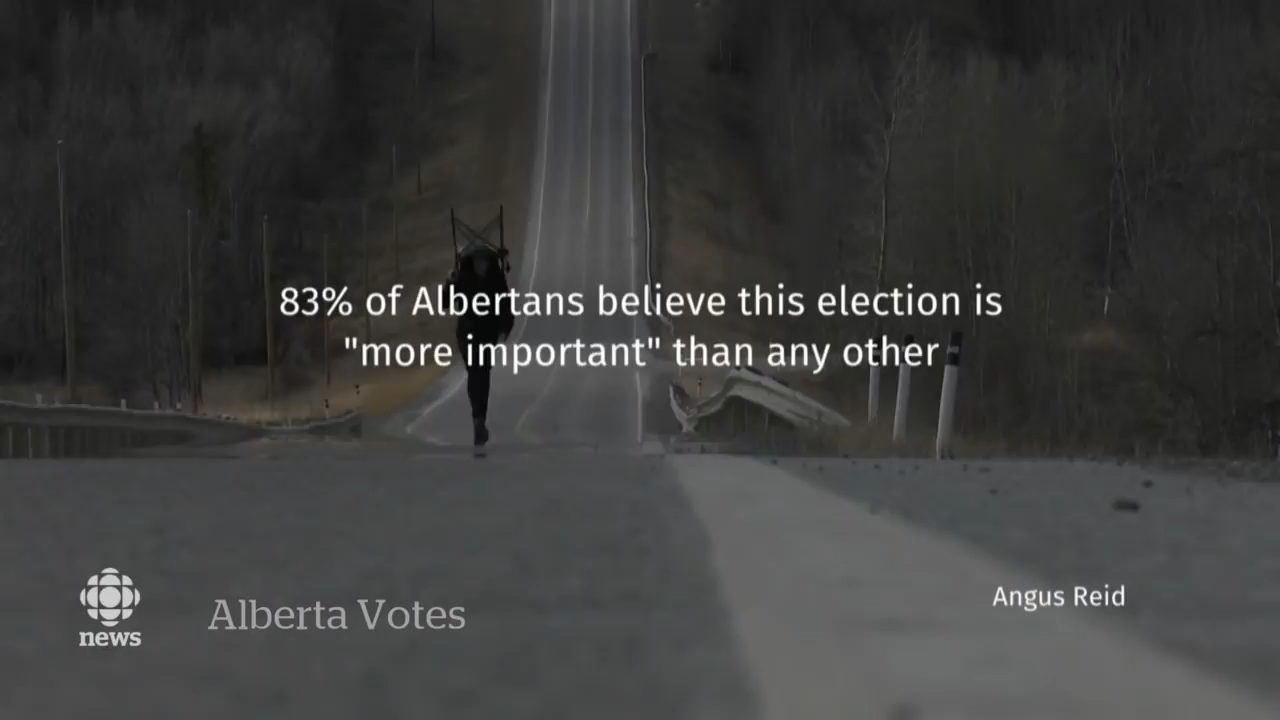 83% of Albertans believe this election is
"more important" than any other
Angus Reid
Alberta Votes
news